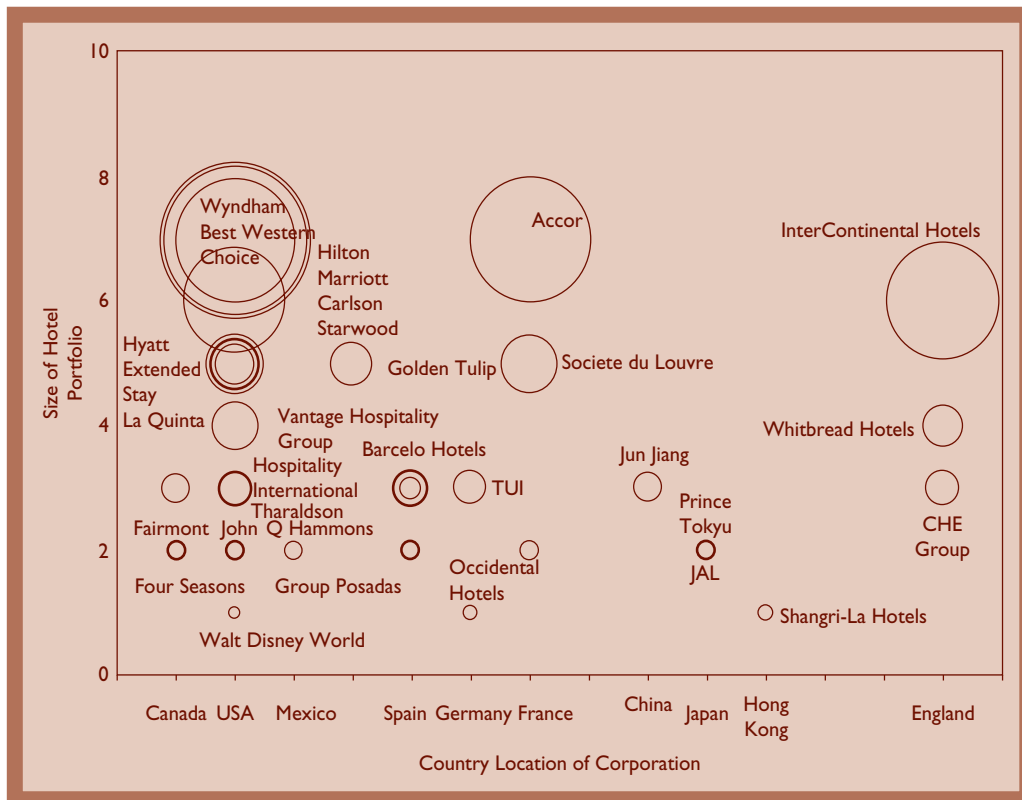 10
8
6
4
2
0
Size of Hotel
Portfolio
Wyndham
Best Western
Choice
Hilton
Marriott
Carlson
Starwood
Accor
InterContinental Hotels
Hyatt
Extended
Stay
La Quinta
Golden Tulip
Societe du Louvre
Vantage Hospitality
Group
Hospitality
International
Tharaldson
Barcelo Hotels
TUI
Jun Jiang
Whitbread Hotels
Prince
Tokyu
JAL
CHE
Group
Fairmont
John Q Hammons
Four Seasons
Group Posadas
Occidental
Hotels
Walt Disney World
Shangri-La Hotels
Canada
USA
Mexico
Spain
Germany
France
China
Japan
Hong
Kong
England
Country Location of Corporation